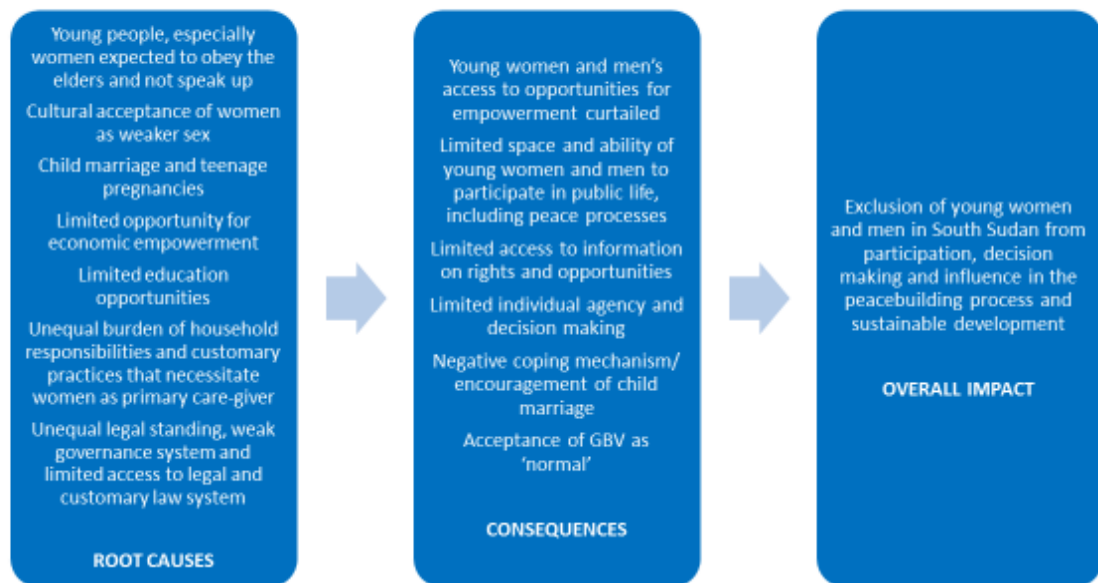 Young people, especially
women expected to obey the
elders and not speak up
Cultural acceptance of women
as weaker sex
Child marriage and teenage
pregnancies
Limited opportunity for
economic empowerment
Limited education
opportunities
Unequal burden of household
responsibilities and customary
practices that necessitate
women as primary care-giver
Unequal legal standing, weak
governance system and
limited access to legal and
customary law system
ROOT CAUSES
Young women and men's
access to opportunities for
empowerment curtailed
Limited space and ability of
young women and men to
participate in public life,
including peace processes
Limited access to information
on rights and opportunities
Limited individual agency and
decision making
Negative coping mechanism/
encouragement of child
marriage
Acceptance of GBV as
‘normal’
CONSEQUENCES
Exclusion of young women
and men in South Sudan from
participation, decision
making and influence in the
peacebuilding process and
sustainable development
OVERALL IMPACT